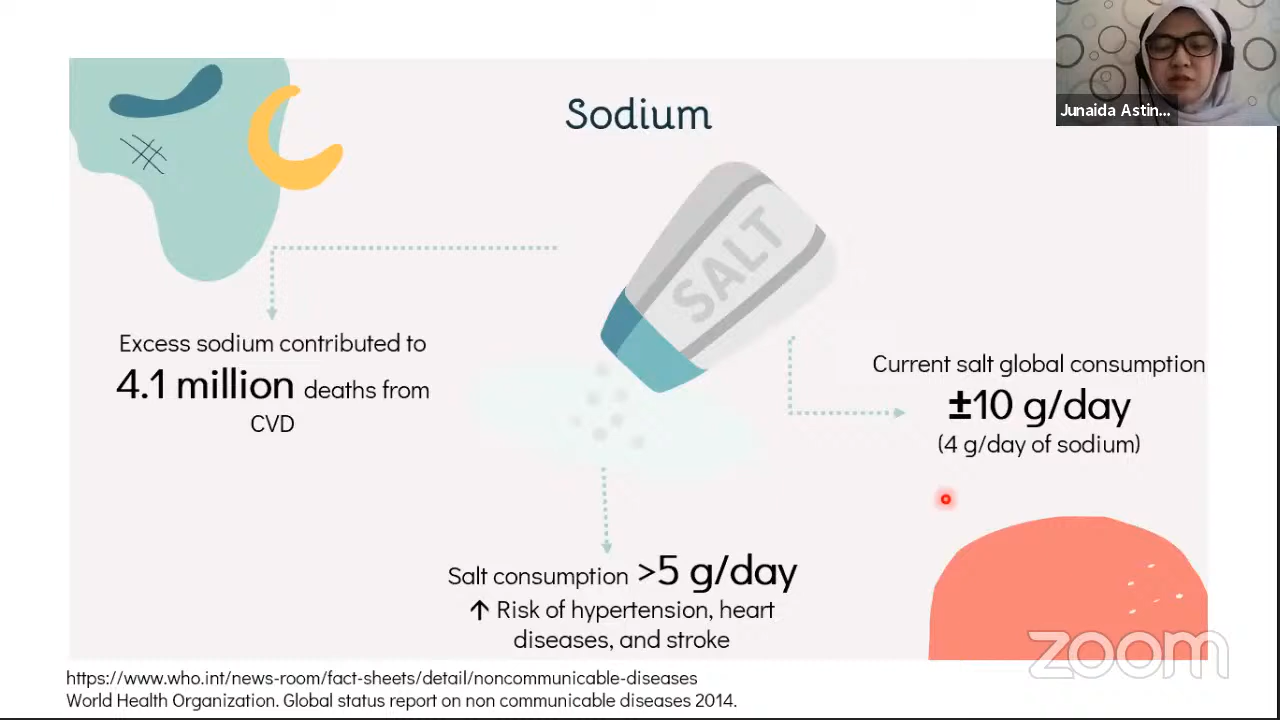 Junaida Astin...
Sodium
SALT
Excess sodium contributed to
4.1 million deaths from
CVD
Current salt global consumption
±10 g/day
(4 g/day of sodium)
Salt consumption >5 g/day
↑ Risk of hypertension, heart
diseases, and stroke
zoom
https://www.who.int/news-room/fact-sheets/detail/noncommunicable-diseases
World Health Organization. Global status report on non communicable diseases 2014.